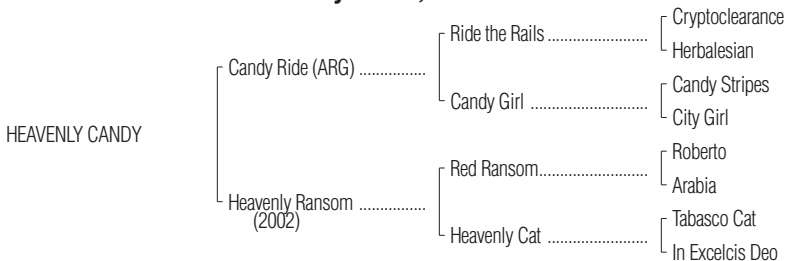 Cryptoclearance
Ride the Rails ........................
Herbalesian
Candy Ride (ARG) ................
Candy Stripes
Candy Girl ............................
City Girl
HEAVENLY CANDY
Roberto
Red Ransom..........................
Arabia
Heavenly Ransom ................
(2002)
Tabasco Cat
Heavenly Cat ........................
In Excelcis Deo